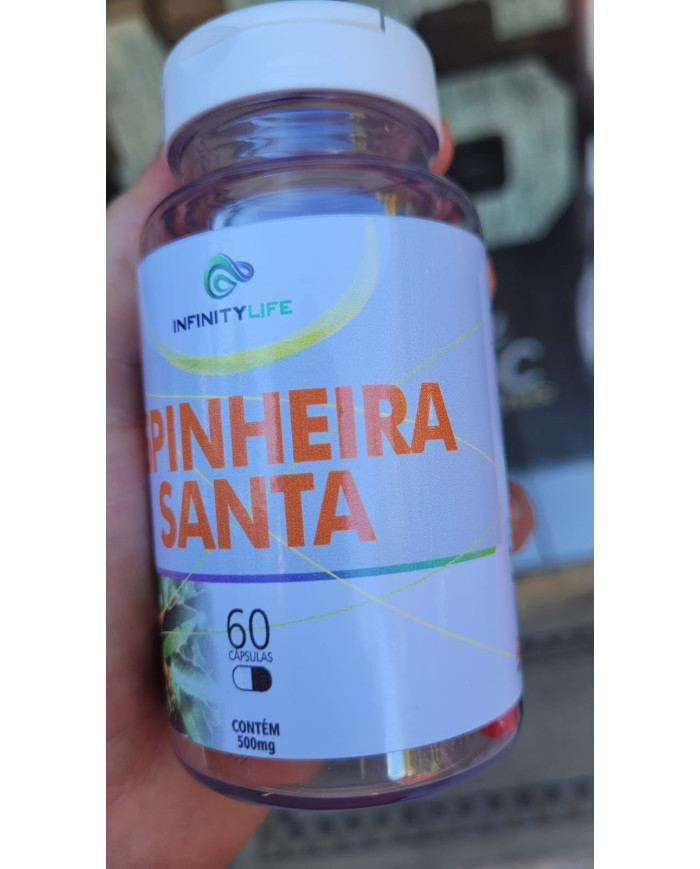 INFINITYLIFE
SPINHEIRA
SANTA
60
CÁPSULAS
CONTÉM
500mg